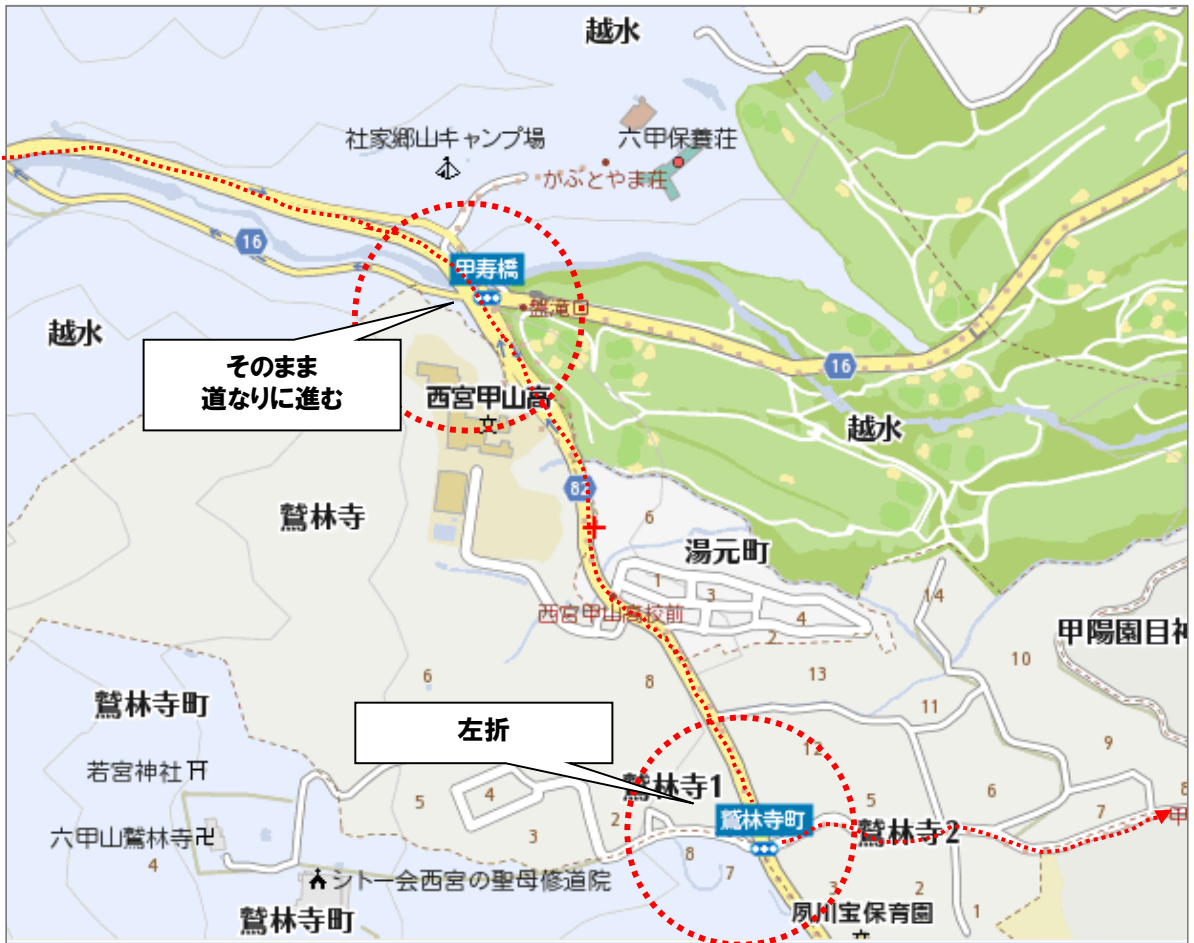 越水
社家郷山キャンプ場
六甲保養荘
かぶとやま荘
16
甲寿橋
盤滝口
越水
そのまま
道なりに進む
16
西宮甲山高
文
越水
82
鷲林寺
6
湯元町
1
3
4
2
西宮甲山高校前
14
甲陽園目神
10
6
8
13
11
鷲林寺町
左折
12
9
若宮神社
5
4
鷲林寺1
2
3
鷲林寺町
5
6
8
7
甲
六甲山鷲林寺
4
鷲林寺2
8
7
シトー会西宮の聖母修道院
3
2
1
鷲林寺町
夙川宝保育園
文